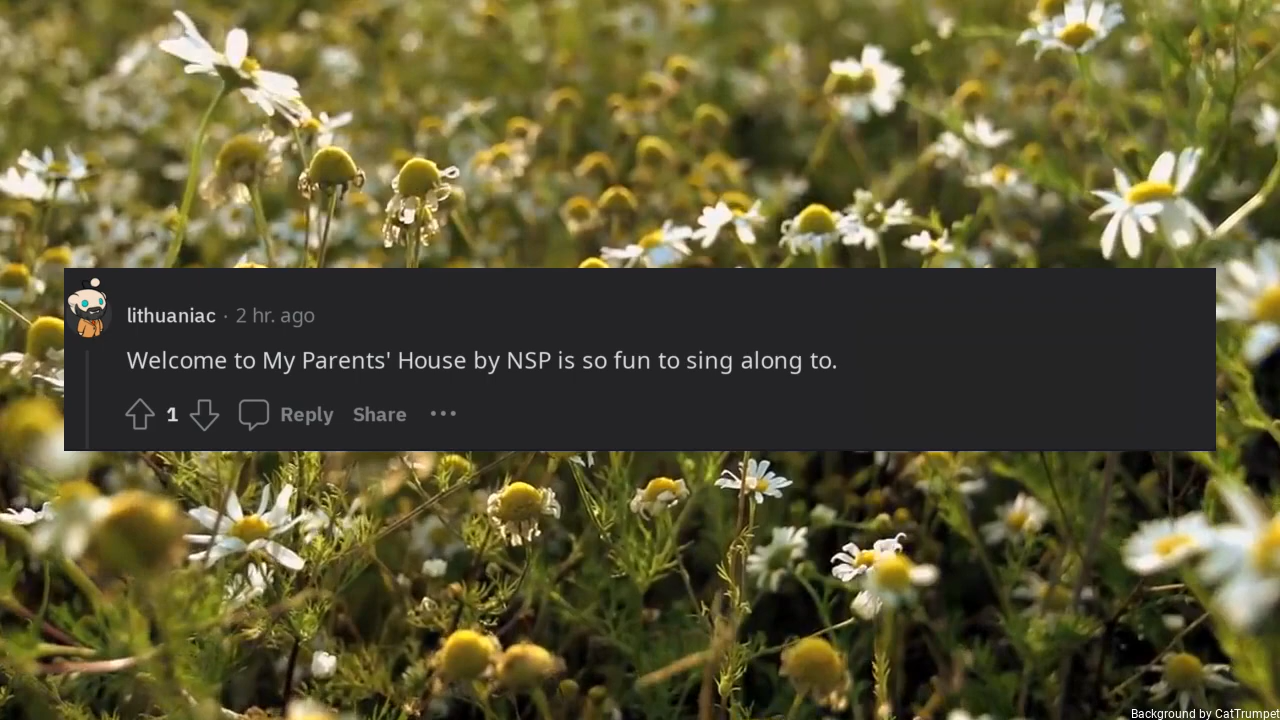 lithuaniac · 2 hr. ago
Welcome to My Parents' House by NSP is so fun to sing along to.
1 Reply Share ···
Background by CatTrumpet